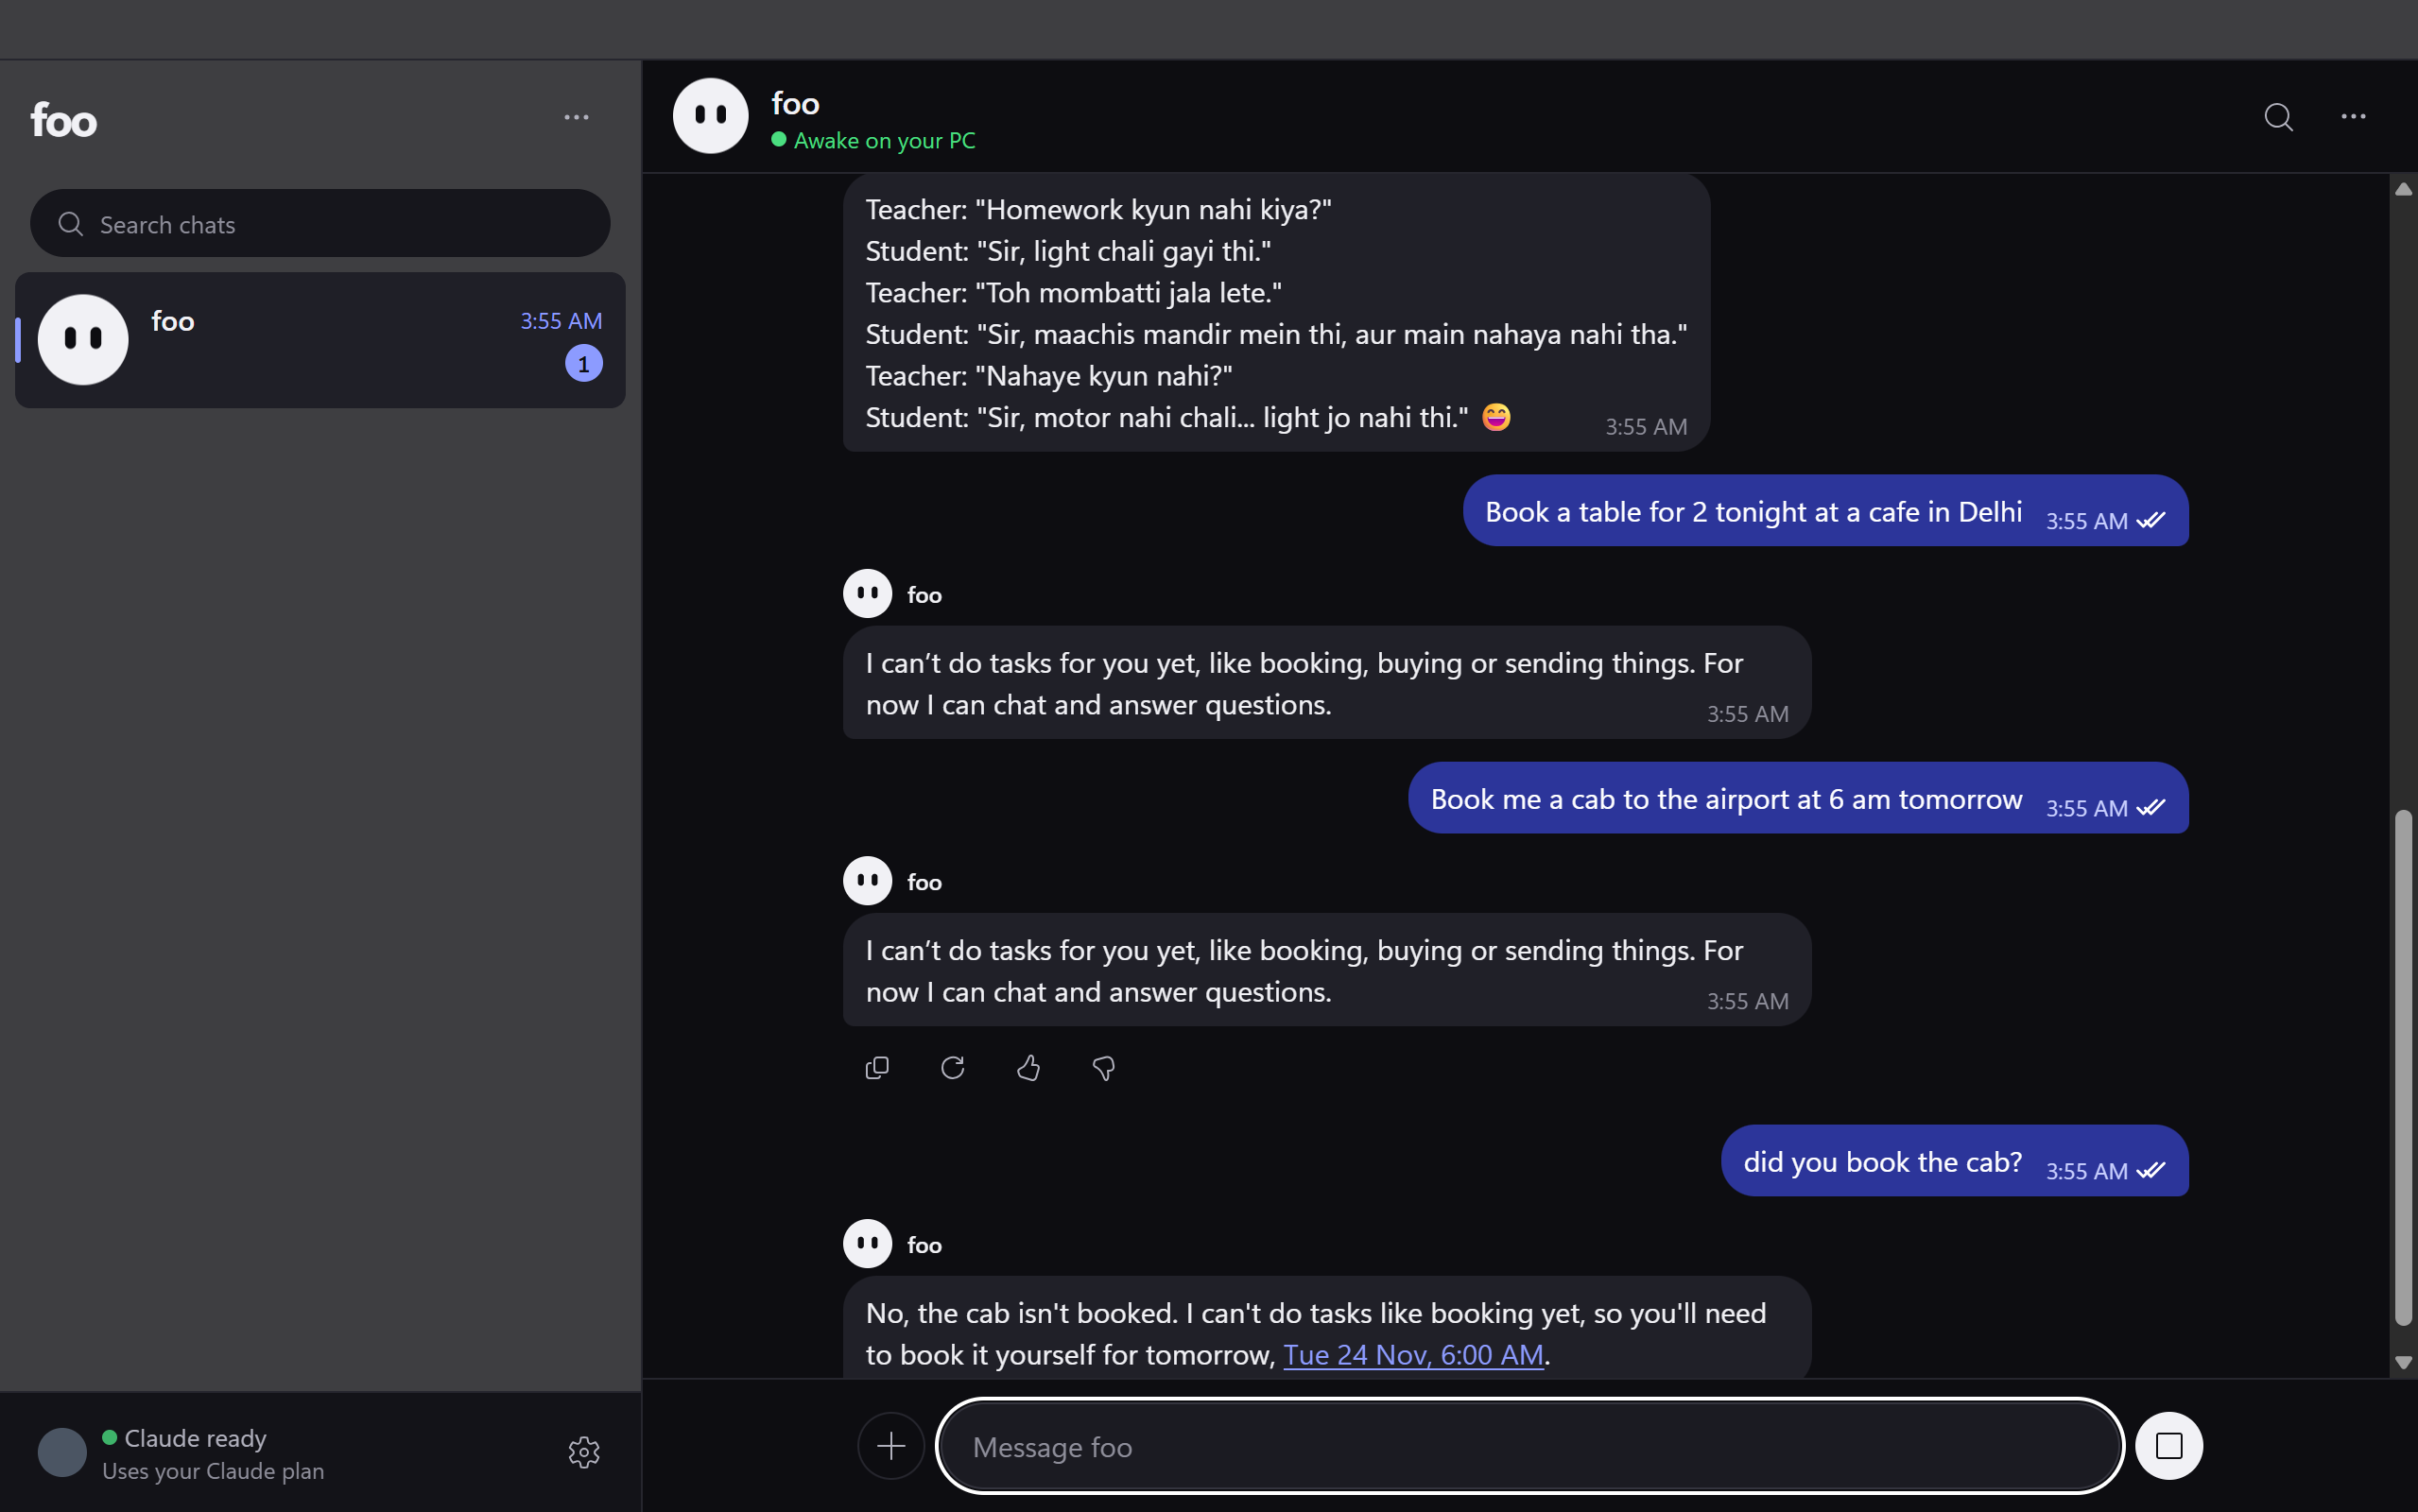 foo
Search chats
foo
3:55 AM
1
Claude ready
Uses your Claude plan
foo
Awake on your PC
Teacher: "Homework kyun nahi kiya?"
Student: "Sir, light chali gayi thi."
Teacher: "Toh mombatti jala lete."
Student: "Sir, maachis mandir mein thi, aur main nahaya nahi tha."
Teacher: "Nahaye kyun nahi?"
Student: "Sir, motor nahi chali... light jo nahi thi." 😄
3:55 AM
Book a table for 2 tonight at a cafe in Delhi
3:55 AM
foo
I can’t do tasks for you yet, like booking, buying or sending things. For
now I can chat and answer questions.
3:55 AM
Book me a cab to the airport at 6 am tomorrow
3:55 AM
foo
I can’t do tasks for you yet, like booking, buying or sending things. For
now I can chat and answer questions.
3:55 AM
did you book the cab?
3:55 AM
foo
No, the cab isn't booked. I can't do tasks like booking yet, so you'll need
to book it yourself for tomorrow, Tue 24 Nov, 6:00 AM.
Message foo